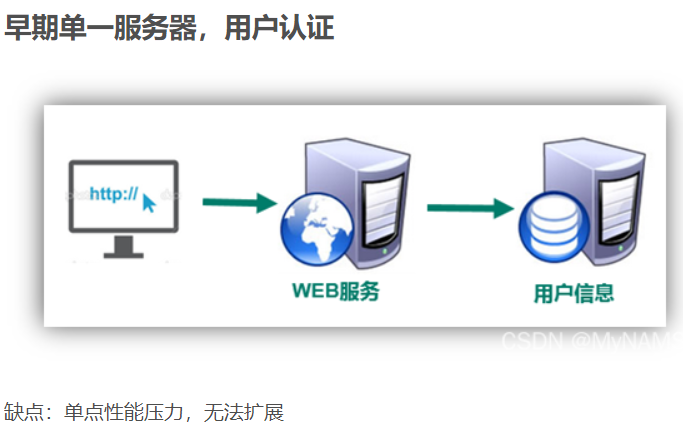 早期单一服务器，用户认证
http://
WEB服务
用户信息
CSDN @MyNAM
缺点：单点性能压力，无法扩展